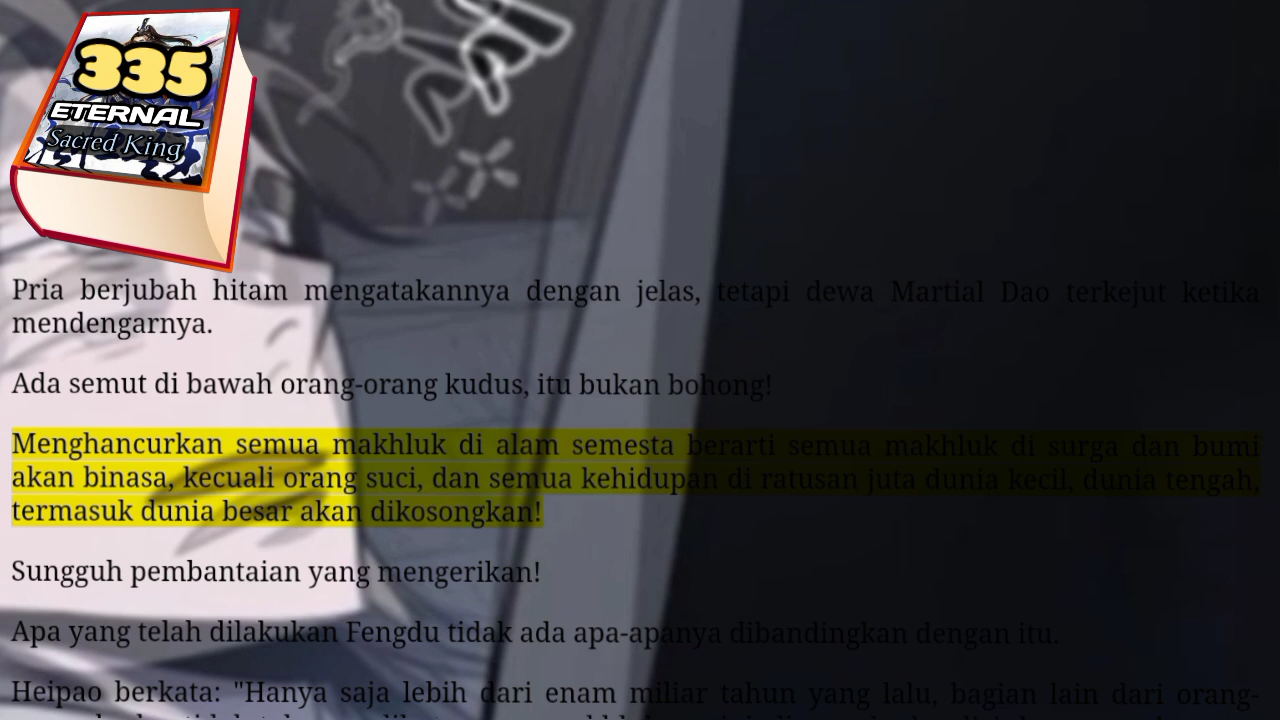 335
ETERNAL
Sacred King
Pria berjubah hitam mengatakannya dengan jelas, tetapi dewa Martial Dao terkejut ketika
mendengarnya.
Ada semut di bawah orang-orang kudus, itu bukan bohong!
Menghancurkan semua makhluk di alam semesta berarti semua makhluk di surga dan bumi
akan binasa, kecuali orang suci, dan semua kehidupan di ratusan juta dunia kecil, dunia tengah,
termasuk dunia besar akan dikosongkan!
Sungguh pembantaian yang mengerikan!
Apa yang telah dilakukan Fengdu tidak ada apa-apanya dibandingkan dengan itu.
Heipao berkata: "Hanya saja lebih dari enam miliar tahun yang lalu, bagian lain dari orang-